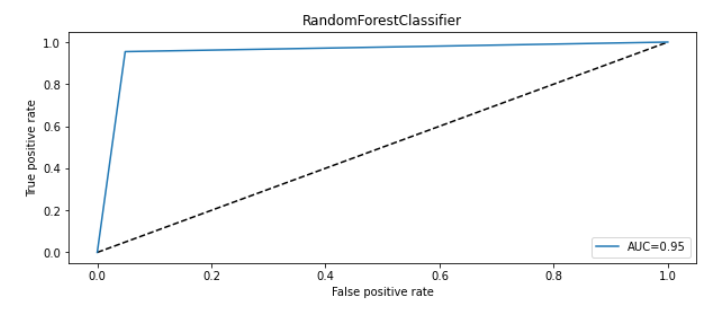 RandomForestClassifier
1.0
0.8
0.6
0.4
0.2
0.0
True positive rate
AUC=0.95
0.0 0.2 0.4 0.6 0.8 1.0
False positive rate